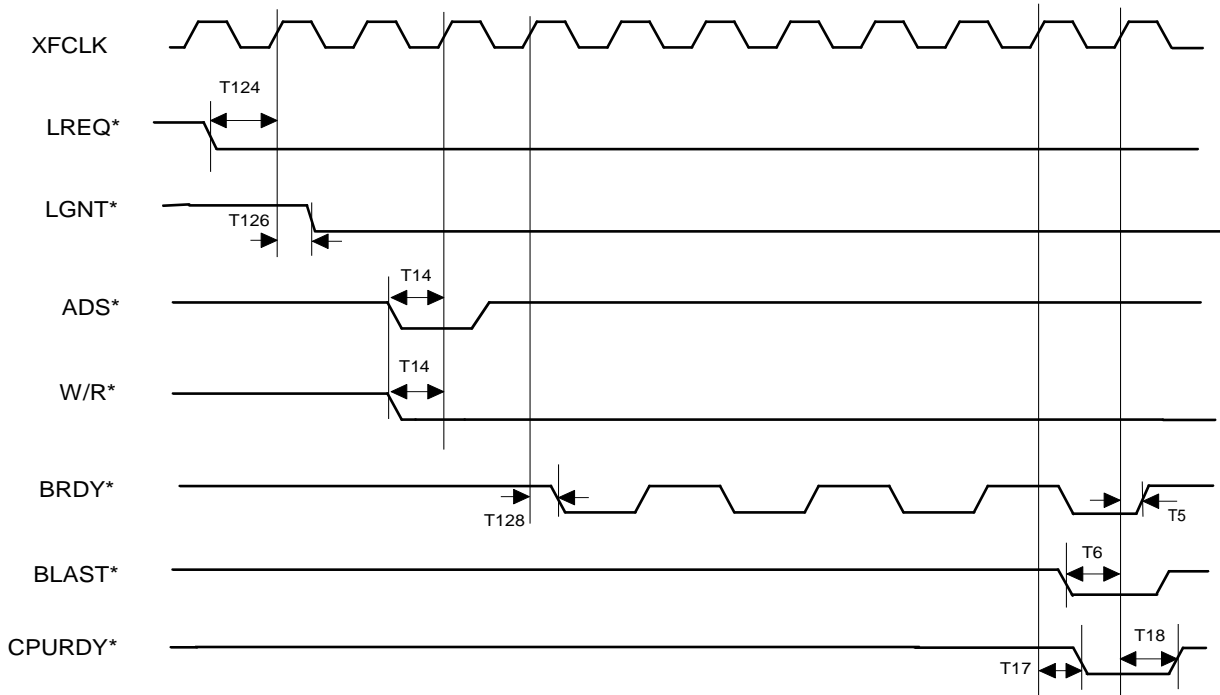 XFCLK
T124
LREQ*
LGNT*
T126
T14
ADS*
T14
W/R*
BRDY*
T128
T5
T6
BLAST*
CPURDY*
T18
T17